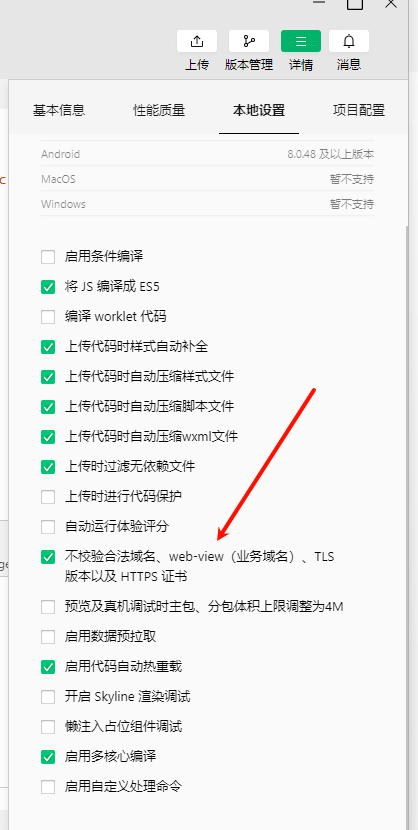 上传 版本管理 详情 消息
基本信息 性能质量 本地设置 项目配置
Android 8.0.48 及以上版本
MacOS 暂不支持
c
Windows 暂不支持
启用条件编译
将 JS 编译成 ES5
编译 worklet 代码
上传代码时样式自动补全
上传代码时自动压缩样式文件
上传代码时自动压缩脚本文件
上传代码时自动压缩wxml文件
上传时过滤无依赖文件
上传时进行代码保护
自动运行体验评分
不校验合法域名、web-view（业务域名）、TLS
版本以及 HTTPS 证书
ge
预览及真机调试时主包、分包体积上限调整为4M
启用数据预拉取
启用代码自动热重载
开启 Skyline 渲染调试
懒注入占位组件调试
启用多核心编译
启用自定义处理命令